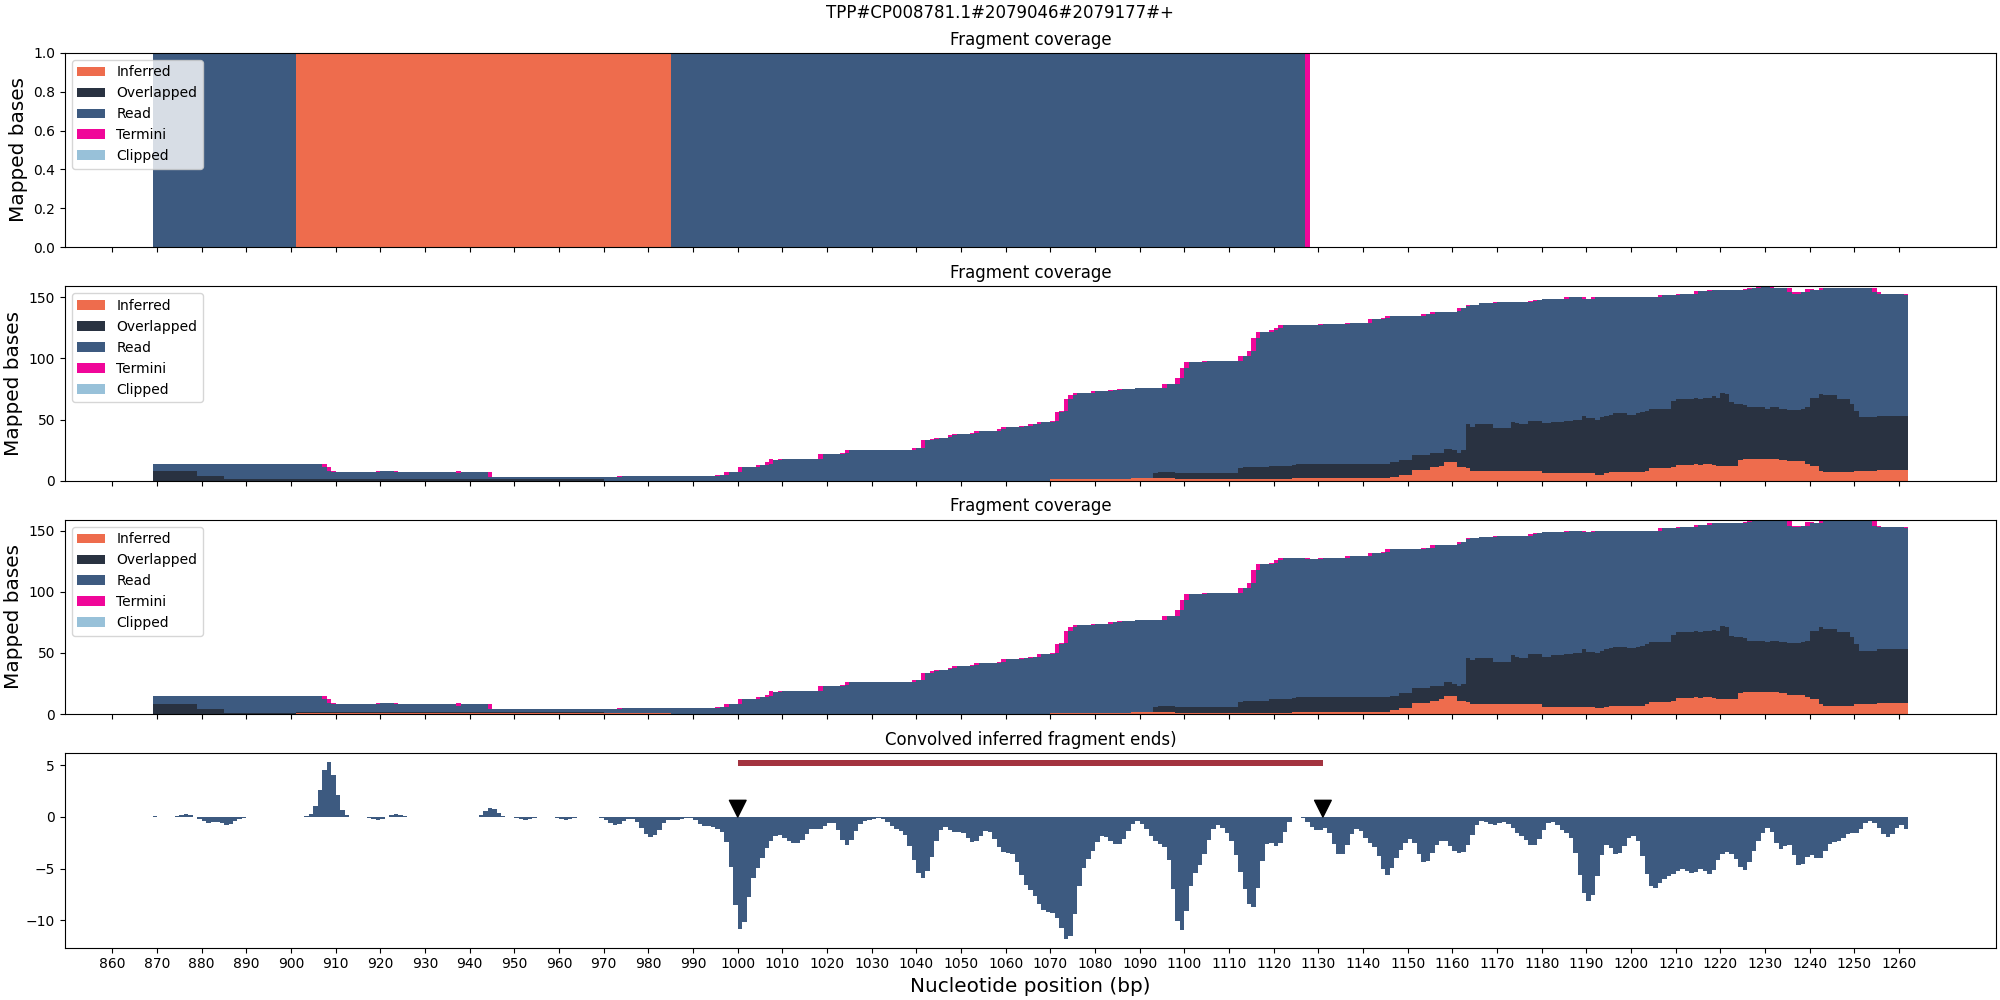 TPP#CP008781.1#2079046#2079177#+
Fragment coverage
Mapped bases
1.0
0.8
0.6
0.4
0.2
0.0
Inferred
Overlapped
Read
Termini
Clipped
Fragment coverage
Mapped bases
150
100
50
0
Inferred
Overlapped
Read
Termini
Clipped
Fragment coverage
Mapped bases
150
100
50
0
Inferred
Overlapped
Read
Termini
Clipped
Convolved inferred fragment ends)
5
0
−5
−10
860 870 880 890 900 910 920 930 940 950 960 970 980 990 1000 1010 1020 1030 1040 1050 1060 1070 1080 1090 1100 1110 1120 1130 1140 1150 1160 1170 1180 1190 1200 1210 1220 1230 1240 1250 1260
Nucleotide position (bp)